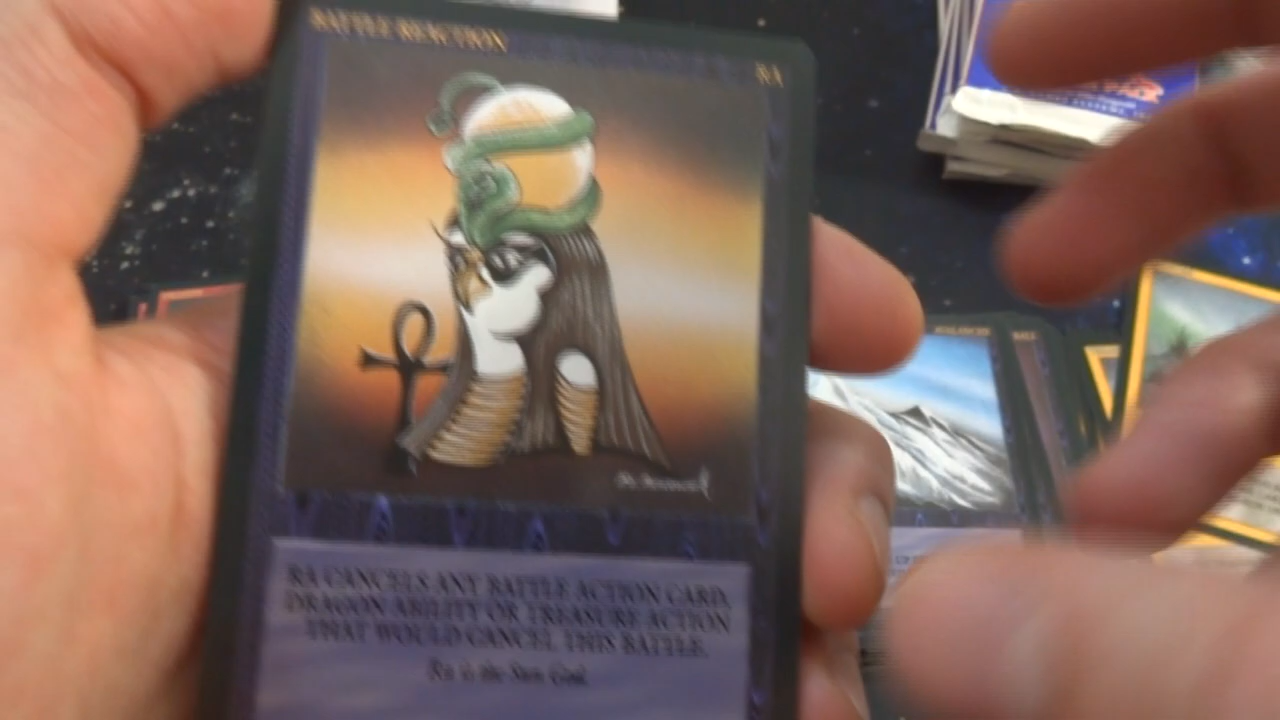 BATTLE REACTION
RA
RA CANCELS ANY BATTLE ACTION CARD,
DRAGON ABILITY OR TREASURE ACTION
THAT WOULD CANCEL THIS BATTLE.
Ra is the Sun God.
AVALANCHE